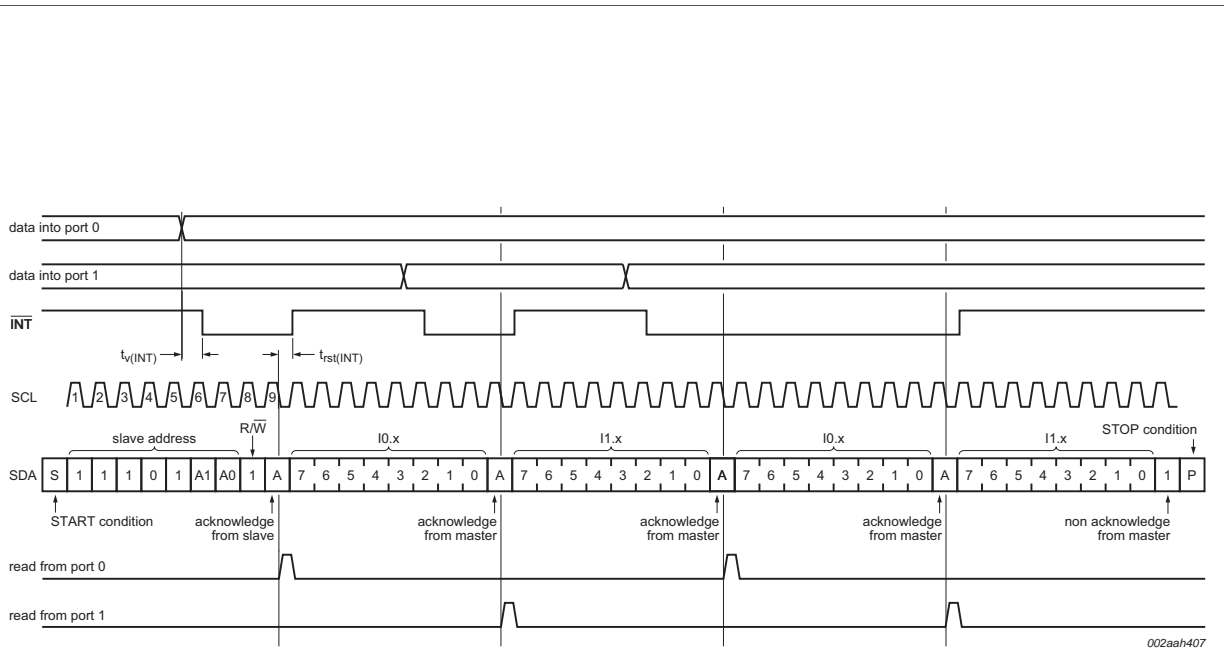 data into port 0
data into port 1
INT
tv(INT)
trst(INT)
SCL
1 2 3 4 5 6 7 8 9
R/W
slave address
I0.x
I1.x
I0.x
I1.x
STOP condition
SDA S 1 1 1 0 1 A1 A0 1 A 7 6 5 4 3 2 1 0 A 7 6 5 4 3 2 1 0 A 7 6 5 4 3 2 1 0 A 7 6 5 4 3 2 1 0 1 P
START condition
acknowledge
from slave
acknowledge
from master
acknowledge
from master
acknowledge
from master
non acknowledge
from master
read from port 0
read from port 1
002aah407